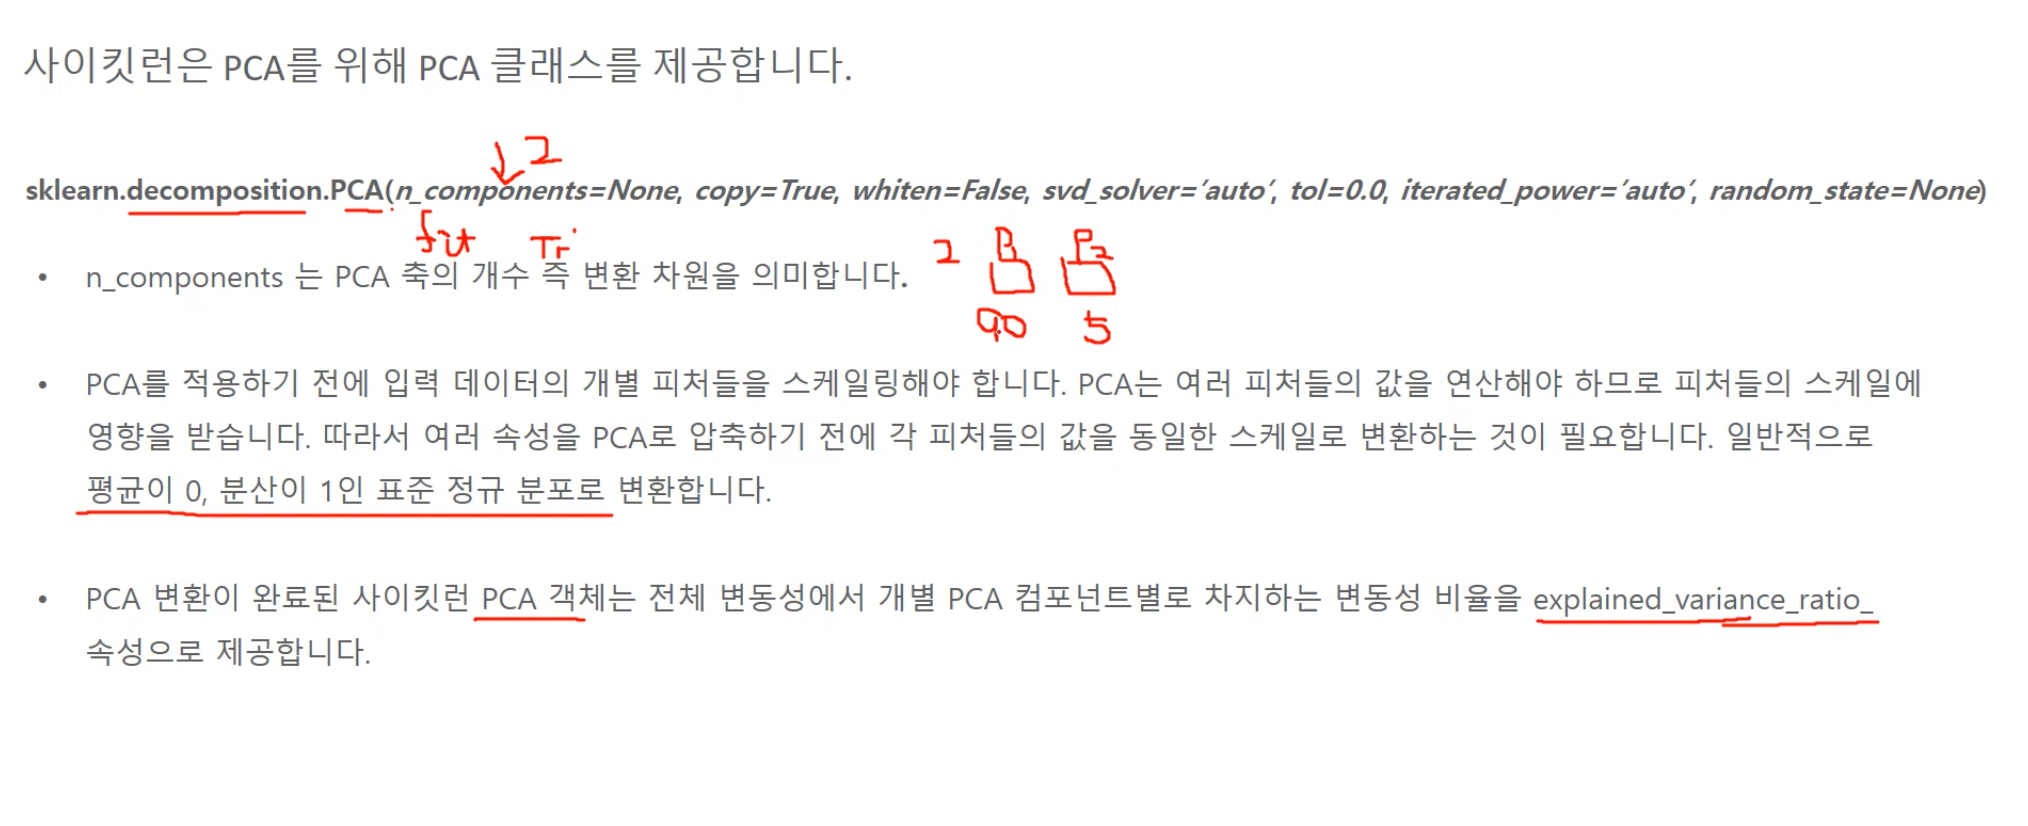 사이킷런은 PCA를 위해 PCA 클래스를 제공합니다.
2
sklearn.decomposition.PCA(n_components=None, copy=True, whiten=False, svd_solver='auto', tol=0.0, iterated_power='auto', random_state=None)
fit Tr
2 P1 P2
• n_components 는 PCA 축의 개수 즉 변환 차원을 의미합니다.
90 5
• PCA를 적용하기 전에 입력 데이터의 개별 피처들을 스케일링해야 합니다. PCA는 여러 피처들의 값을 연산해야 하므로 피처들의 스케일에
영향을 받습니다. 따라서 여러 속성을 PCA로 압축하기 전에 각 피처들의 값을 동일한 스케일로 변환하는 것이 필요합니다. 일반적으로
평균이 0, 분산이 1인 표준 정규 분포로 변환합니다.
• PCA 변환이 완료된 사이킷런 PCA 객체는 전체 변동성에서 개별 PCA 컴포넌트별로 차지하는 변동성 비율을 explained_variance_ratio_
속성으로 제공합니다.